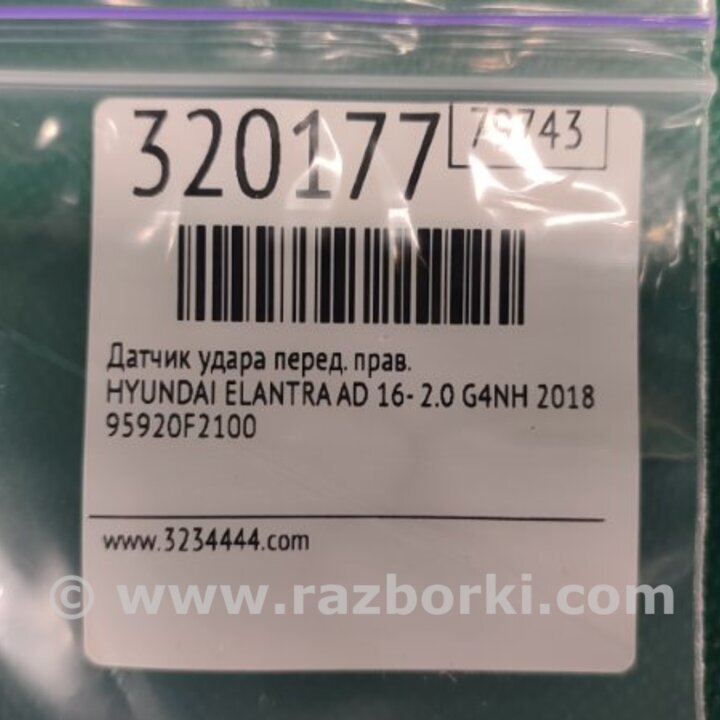 320177
79743
Датчик удара перед. прав.
HYUNDAI ELANTRA AD 16- 2.0 G4NH 2018
95920F2100
www.3234444.com
© www.razborki.com